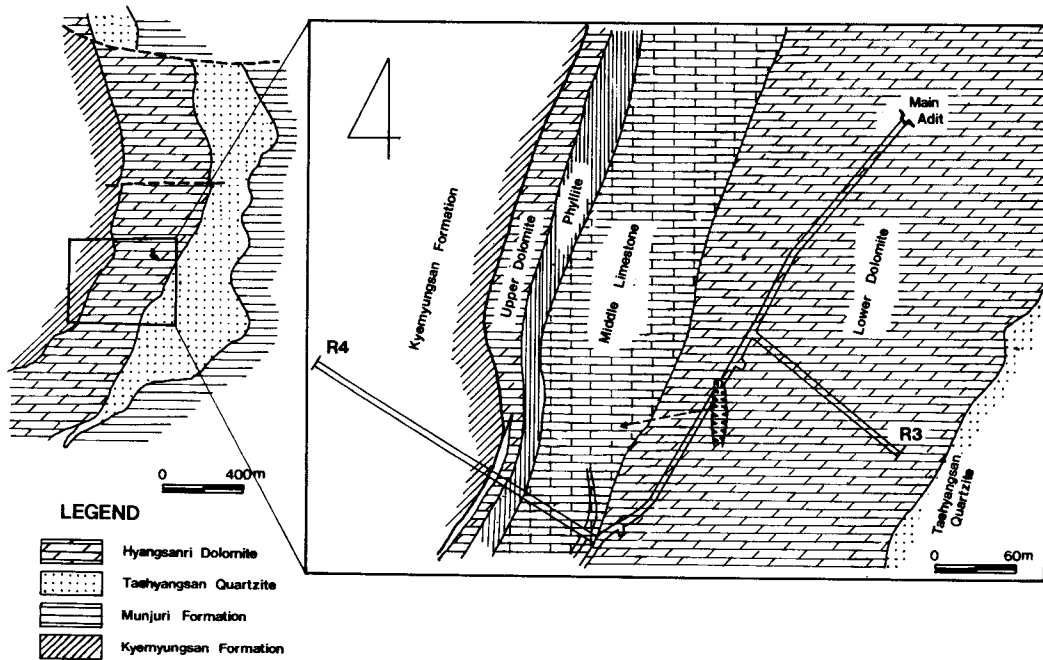 Main
Adit
Kyemyungsan Formation
Upper Dolomite
Phyllite
Middle Limestone
Lower Dolomite
R4
R3
Taehyangsan
Quartzite
0 60m
0 400m
LEGEND
Hyangsanri Dolomite
Taehyangsan Quartzite
Munjuri Formation
Kyemyungsan Formation